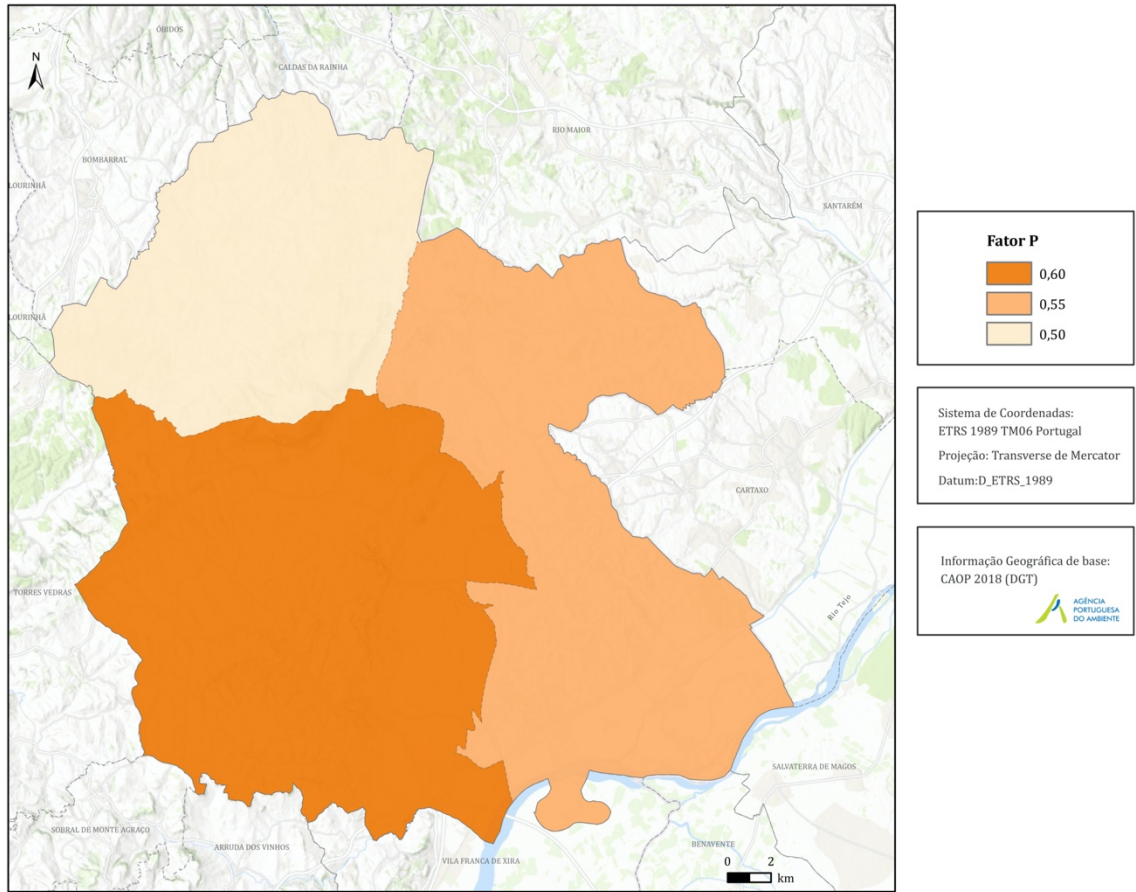 ÓBIDOS
N
CALDAS DA RAINHA
RIO MAIOR
BOMBARRAL
LOURINHÃ
SANTARÉM
LOURINHÃ
CARTAXO
TORRES VEDRAS
Rio Tejo
SALVATERRA DE MAGOS
SOBRAL DE MONTE AGRAÇO
ARRUDA DOS VINHOS
BENAVENTE
VILA FRANCA DE XIRA
0 2
km
Fator P
0,60
0,55
0,50
Sistema de Coordenadas:
ETRS 1989 TM06 Portugal
Projeção: Transverse de Mercator
Datum:D_ETRS_1989
Informação Geográfica de base:
CAOP 2018 (DGT)
AGÊNCIA
PORTUGUESA
DO AMBIENTE